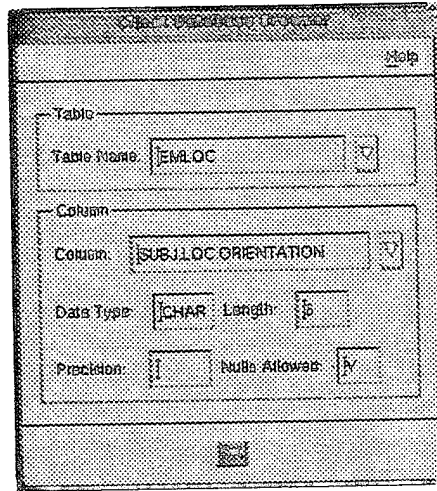 Help
Table
Table Name: EMLOC
Column
Column: SUBJ.LOC ORIENTATION
Data Type: CHAR Length:
Precision: Nulls Allowed: